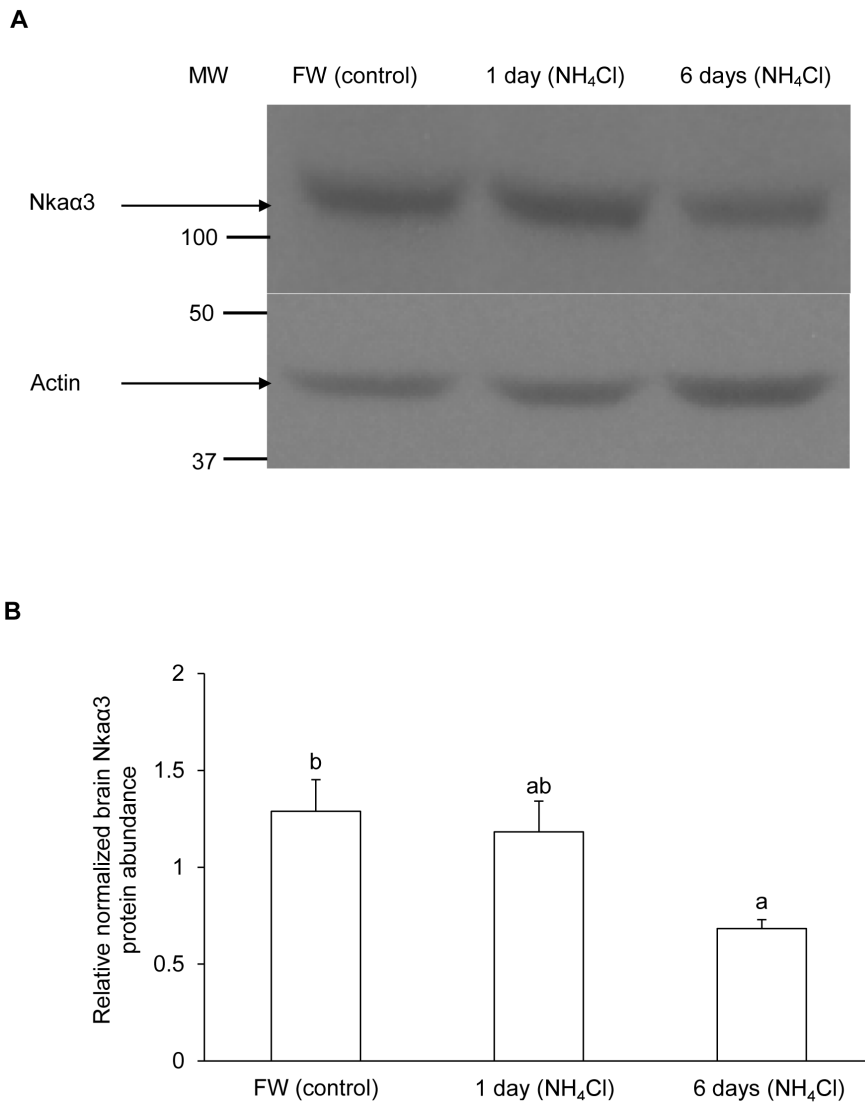 A
MW FW (control) 1 day (NH₄Cl) 6 days (NH₄Cl)
Nkaα3
100
50
Actin
37
B
Relative normalized brain Nkaα3
protein abundance
2
1.5
1
0.5
0
b
ab
a
FW (control) 1 day (NH₄Cl) 6 days (NH₄Cl)